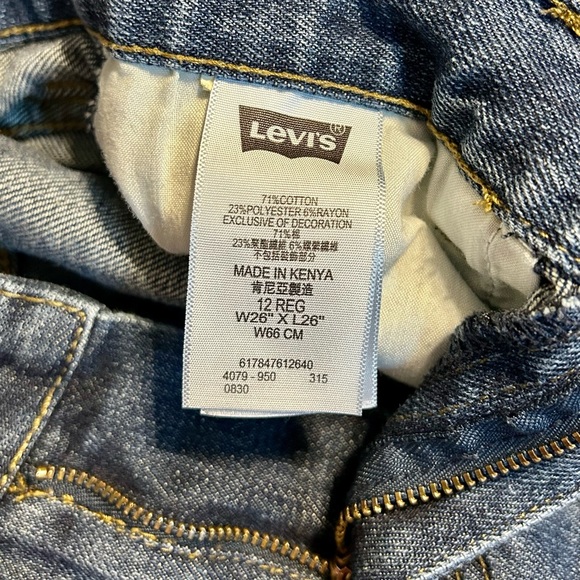 LEVI'S®
71%COTTON
23%POLYESTER 6%RAYON
EXCLUSIVE OF DECORATION
71%棉
23%聚酯纖維 6%嫘縈纖維
不包括裝飾部分
MADE IN KENYA
肯尼亞製造
12 REG
W26" X L26"
W66 CM
617847612640
4079 - 950 315
0830